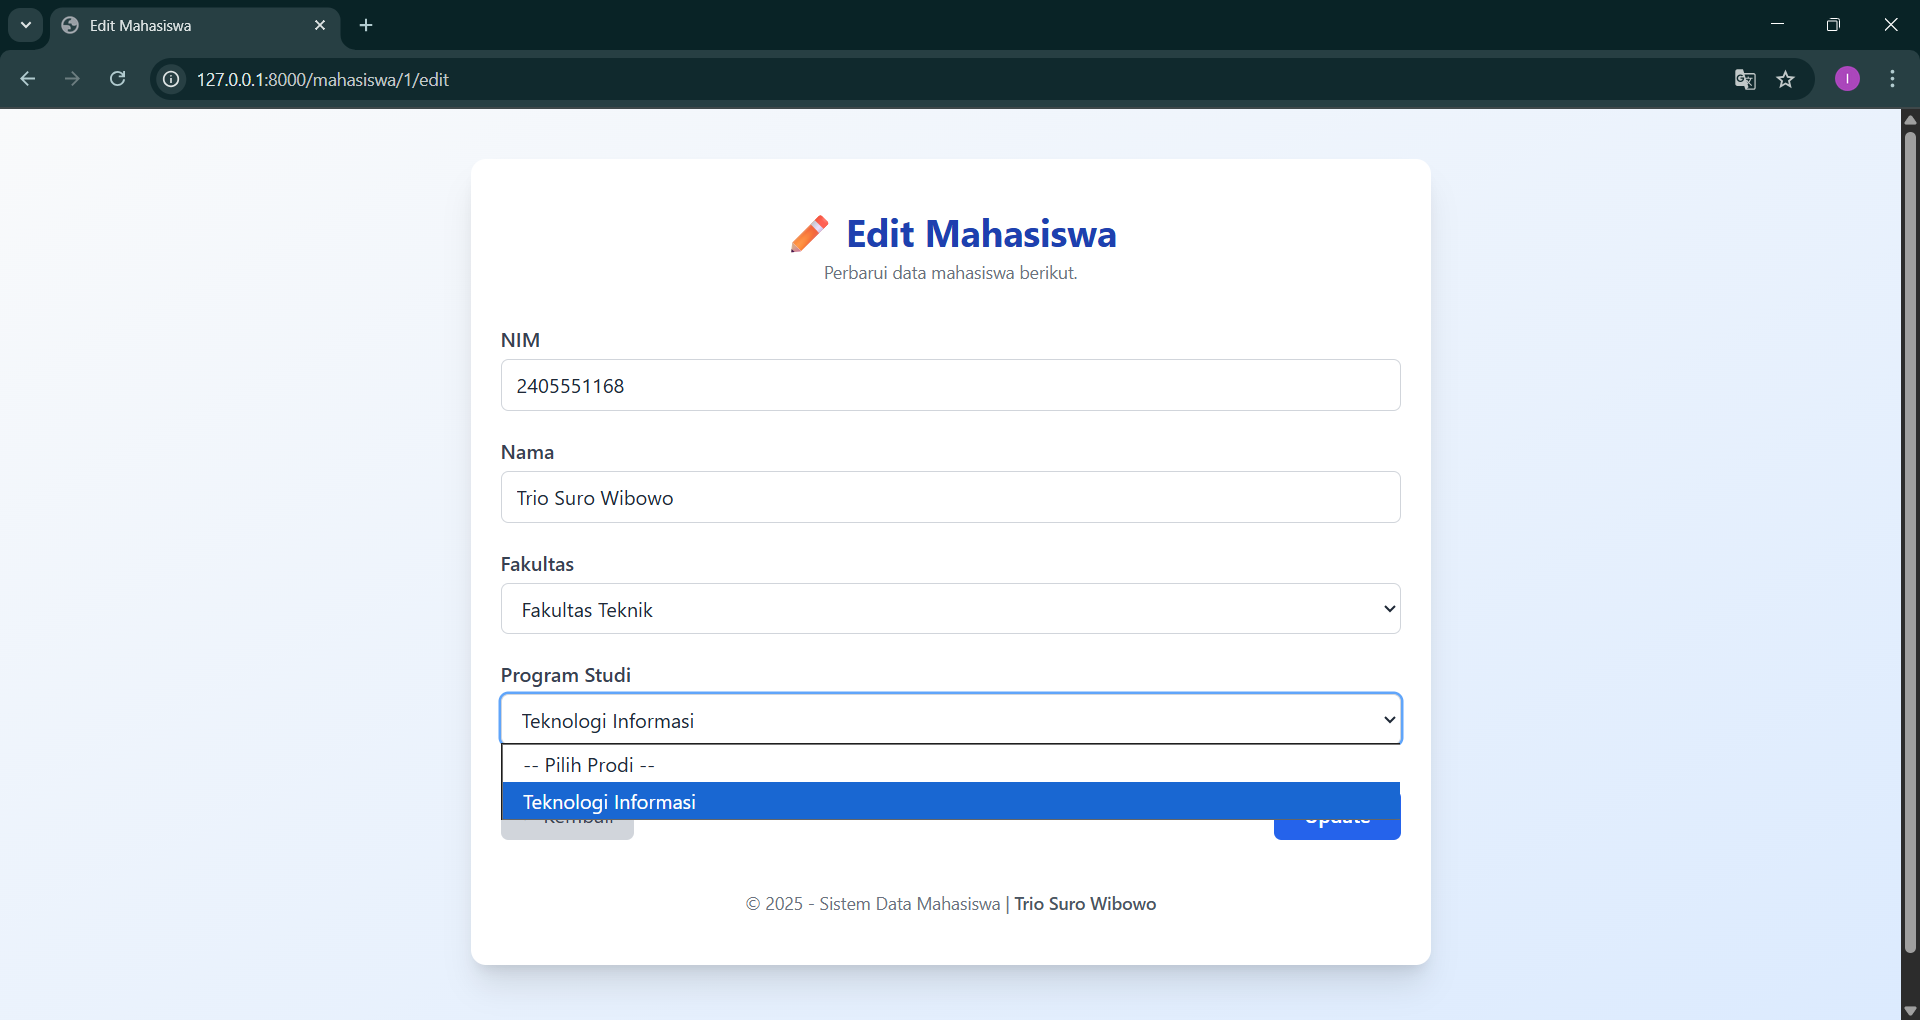 Edit Mahasiswa
127.0.0.1:8000/mahasiswa/1/edit
I
Edit Mahasiswa
Perbarui data mahasiswa berikut.
NIM
2405551168
Nama
Trio Suro Wibowo
Fakultas
Fakultas Teknik
Program Studi
Teknologi Informasi
-- Pilih Prodi --
Teknologi Informasi
Kembali
Update
© 2025 - Sistem Data Mahasiswa | Trio Suro Wibowo